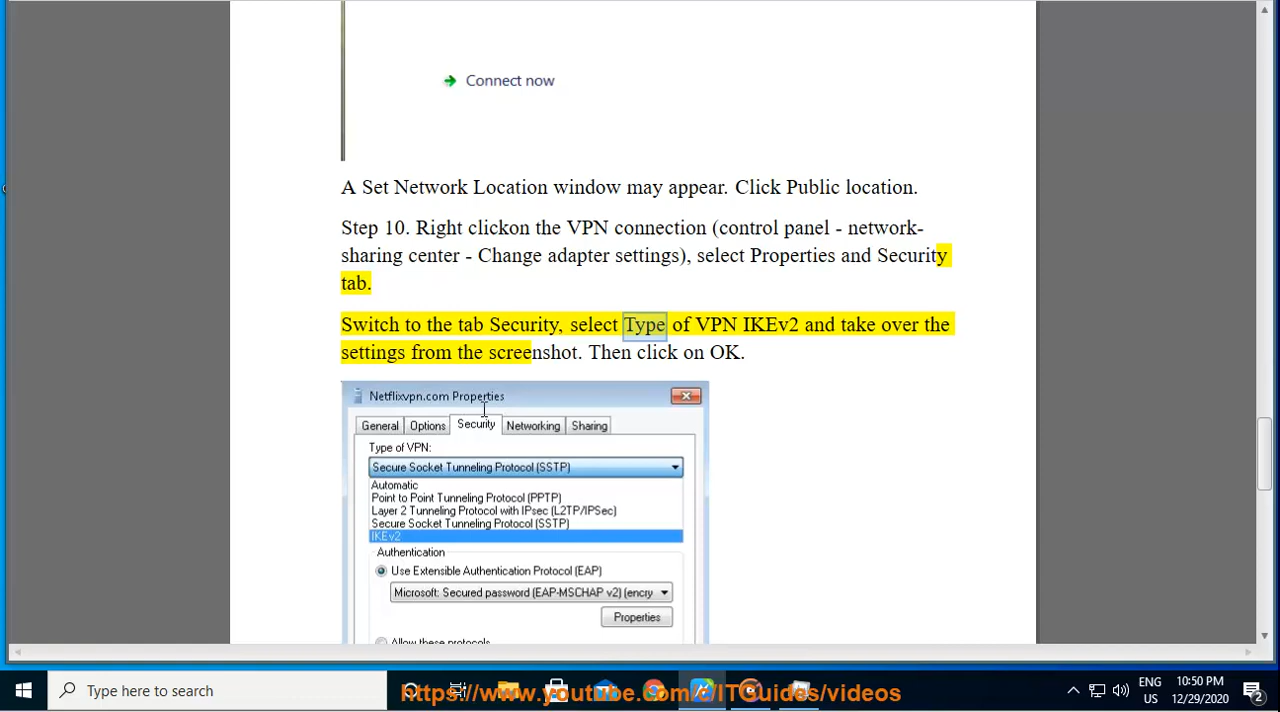 Connect now
A Set Network Location window may appear. Click Public location.
Step 10. Right clickon the VPN connection (control panel - network-
sharing center - Change adapter settings), select Properties and Security
tab.
Switch to the tab Security, select Type of VPN IKEv2 and take over the
settings from the screenshot. Then click on OK.
Netflixvpn.com Properties
General Options Security Networking Sharing
Type of VPN:
Secure Socket Tunneling Protocol (SSTP)
Automatic
Point to Point Tunneling Protocol (PPTP)
Layer 2 Tunneling Protocol with IPsec (L2TP/IPSec)
Secure Socket Tunneling Protocol (SSTP)
IKEv2
Authentication
Use Extensible Authentication Protocol (EAP)
Microsoft: Secured password (EAP-MSCHAP v2) (encry
Properties
Allow these protocols
Type here to search
https://www.youtube.com/c/ITGuides/videos
ENG
US
10:50 PM
12/29/2020
2